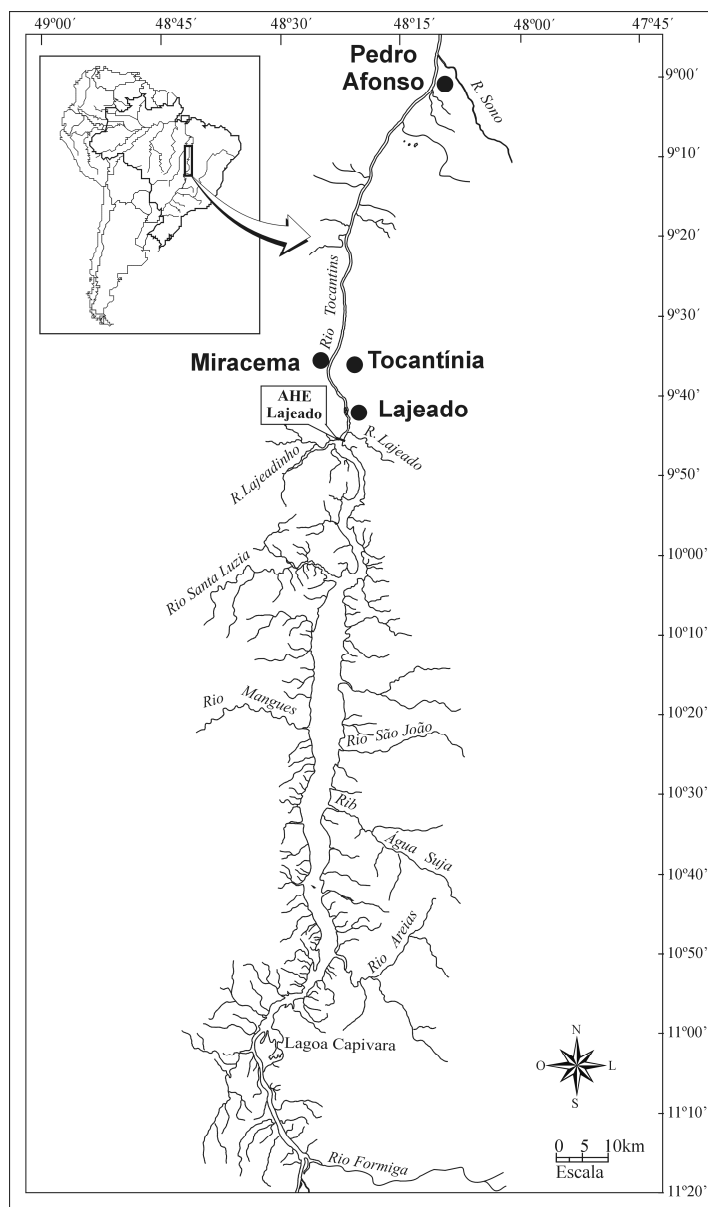 49°00´ 48°45´ 48°30´ 48°15´ 48°00´ 47°45´
Pedro
Afonso
R. Sono
9°00´
9°10´
9°20´
9°30´
9°40´
9°50'
10°00'
10°10'
10°20'
10°30'
10°40'
10°50'
11°00'
11°10'
11°20'
Rio Tocantins
Miracema
Tocantínia
AHE
Lajeado
Lajeado
R. Lajeado
R.Lajeadinho
Rio Santa Luzia
Rio Mangues
Rio São João
Rib Água Suja
Rio Areias
Lagoa Capivara
Rio Formiga
N
O L
S
0 5 10km
Escala